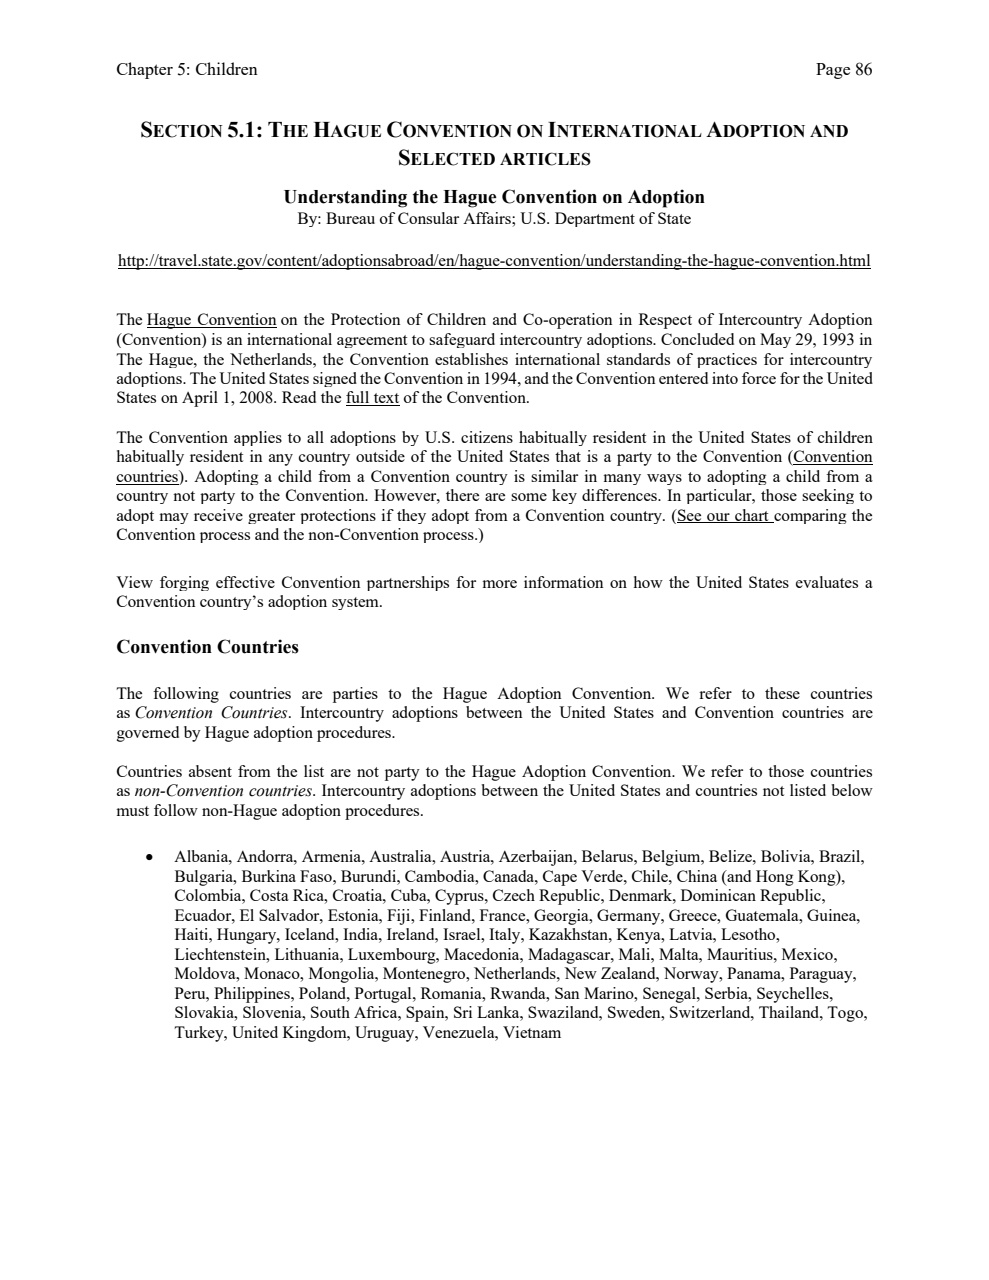 Chapter 5: Children Page 86
SECTION 5.1: THE HAGUE CONVENTION ON INTERNATIONAL ADOPTION AND
SELECTED ARTICLES
Understanding the Hague Convention on Adoption
By: Bureau of Consular Affairs; U.S. Department of State
http://travel.state.gov/content/adoptionsabroad/en/hague-convention/understanding-the-hague-convention.html
The Hague Convention on the Protection of Children and Co-operation in Respect of Intercountry Adoption
(Convention) is an international agreement to safeguard intercountry adoptions. Concluded on May 29, 1993 in
The Hague, the Netherlands, the Convention establishes international standards of practices for intercountry
adoptions. The United States signed the Convention in 1994, and the Convention entered into force for the United
States on April 1, 2008. Read the full text of the Convention.
The Convention applies to all adoptions by U.S. citizens habitually resident in the United States of children
habitually resident in any country outside of the United States that is a party to the Convention (Convention
countries). Adopting a child from a Convention country is similar in many ways to adopting a child from a
country not party to the Convention. However, there are some key differences. In particular, those seeking to
adopt may receive greater protections if they adopt from a Convention country. (See our chart comparing the
Convention process and the non-Convention process.)
View forging effective Convention partnerships for more information on how the United States evaluates a
Convention country’s adoption system.
Convention Countries
The following countries are parties to the Hague Adoption Convention. We refer to these countries
as Convention Countries. Intercountry adoptions between the United States and Convention countries are
governed by Hague adoption procedures.
Countries absent from the list are not party to the Hague Adoption Convention. We refer to those countries
as non-Convention countries. Intercountry adoptions between the United States and countries not listed below
must follow non-Hague adoption procedures.
• Albania, Andorra, Armenia, Australia, Austria, Azerbaijan, Belarus, Belgium, Belize, Bolivia, Brazil,
Bulgaria, Burkina Faso, Burundi, Cambodia, Canada, Cape Verde, Chile, China (and Hong Kong),
Colombia, Costa Rica, Croatia, Cuba, Cyprus, Czech Republic, Denmark, Dominican Republic,
Ecuador, El Salvador, Estonia, Fiji, Finland, France, Georgia, Germany, Greece, Guatemala, Guinea,
Haiti, Hungary, Iceland, India, Ireland, Israel, Italy, Kazakhstan, Kenya, Latvia, Lesotho,
Liechtenstein, Lithuania, Luxembourg, Macedonia, Madagascar, Mali, Malta, Mauritius, Mexico,
Moldova, Monaco, Mongolia, Montenegro, Netherlands, New Zealand, Norway, Panama, Paraguay,
Peru, Philippines, Poland, Portugal, Romania, Rwanda, San Marino, Senegal, Serbia, Seychelles,
Slovakia, Slovenia, South Africa, Spain, Sri Lanka, Swaziland, Sweden, Switzerland, Thailand, Togo,
Turkey, United Kingdom, Uruguay, Venezuela, Vietnam